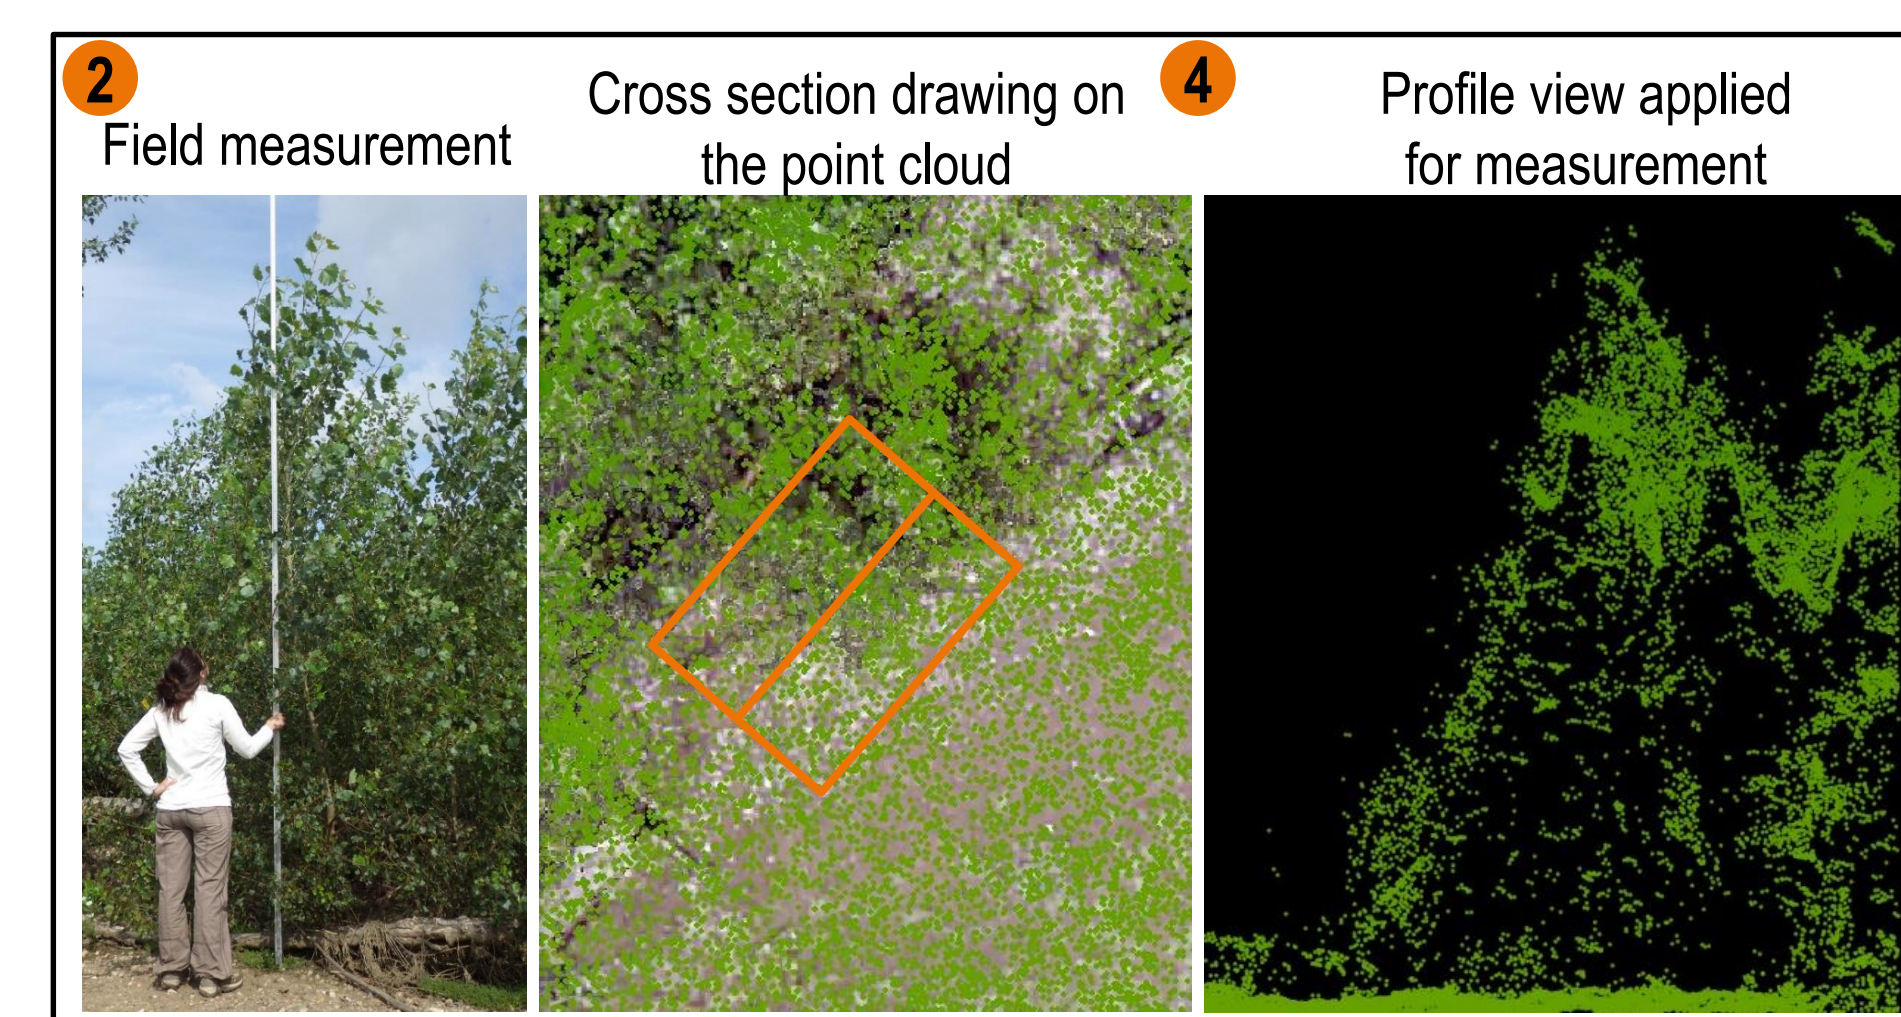 2
Field measurement
Cross section drawing on
the point cloud
4
Profile view applied
for measurement